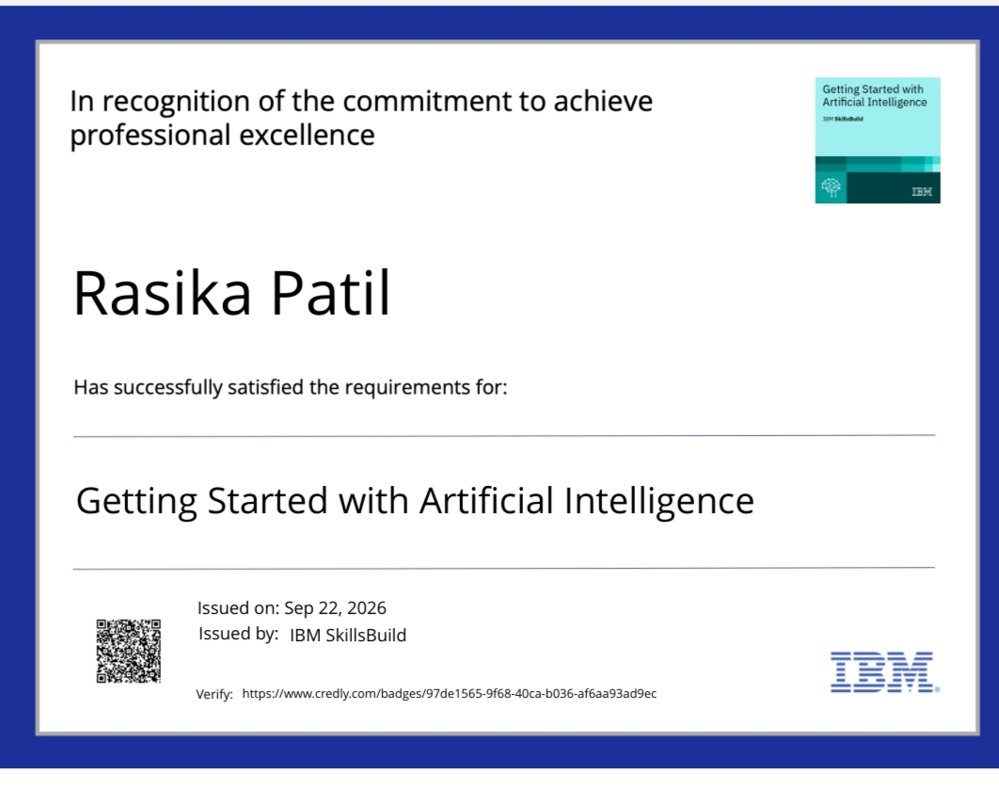 In recognition of the commitment to achieve
professional excellence
Getting Started with
Artificial Intelligence
IBM SkillsBuild
IBM
Rasika Patil
Has successfully satisfied the requirements for:
Getting Started with Artificial Intelligence
Issued on: Sep 22, 2026
Issued by: IBM SkillsBuild
Verify: https://www.credly.com/badges/97de1565-9f68-40ca-b036-af6aa93ad9ec
IBM®